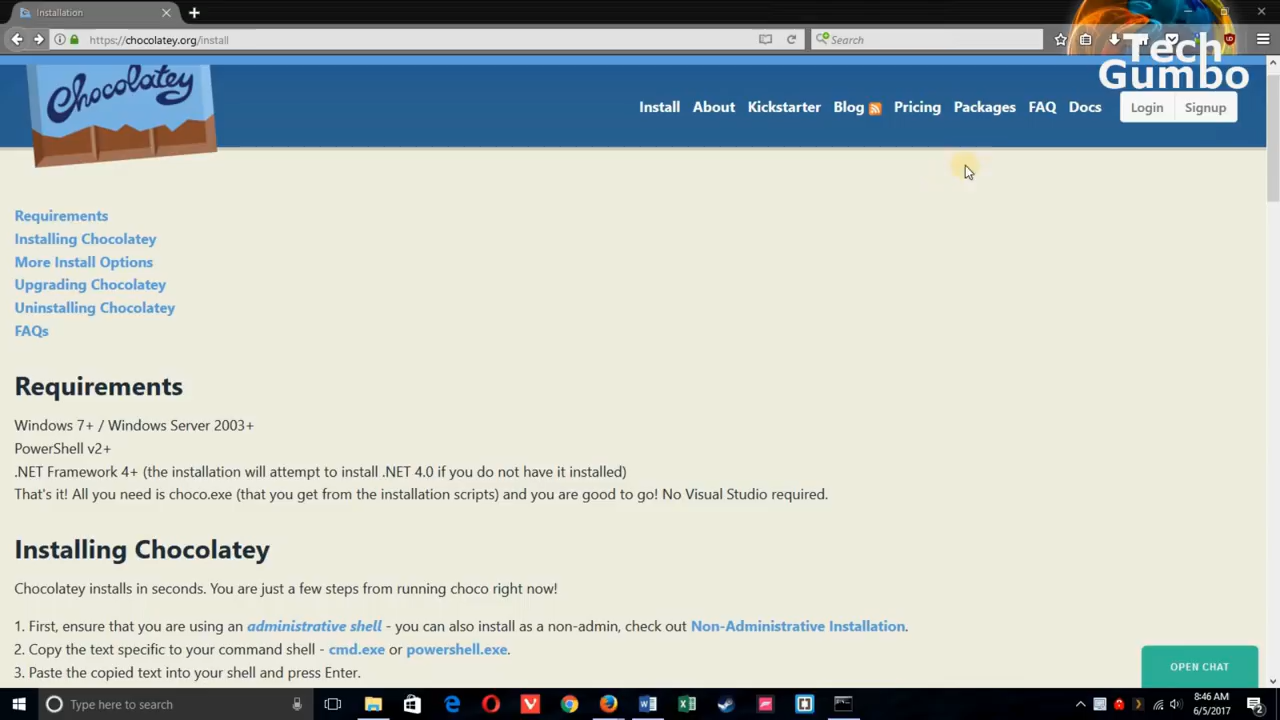 Installation
https://chocolatey.org/install
Search
Tech
Gumbo
Chocolatey
Install About Kickstarter Blog Pricing Packages FAQ Docs Login Signup
Requirements
Installing Chocolatey
More Install Options
Upgrading Chocolatey
Uninstalling Chocolatey
FAQs
Requirements
Windows 7+ / Windows Server 2003+
PowerShell v2+
.NET Framework 4+ (the installation will attempt to install .NET 4.0 if you do not have it installed)
That's it! All you need is choco.exe (that you get from the installation scripts) and you are good to go! No Visual Studio required.
Installing Chocolatey
Chocolatey installs in seconds. You are just a few steps from running choco right now!
1. First, ensure that you are using an administrative shell - you can also install as a non-admin, check out Non-Administrative Installation.
2. Copy the text specific to your command shell - cmd.exe or powershell.exe.
3. Paste the copied text into your shell and press Enter.
OPEN CHAT
Type here to search
8:46 AM
6/5/2017